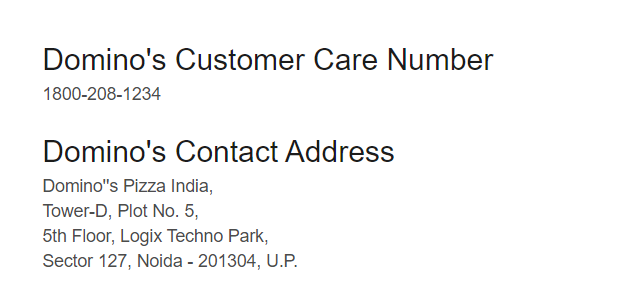 Domino's Customer Care Number
1800-208-1234
Domino's Contact Address
Domino"s Pizza India,
Tower-D, Plot No. 5,
5th Floor, Logix Techno Park,
Sector 127, Noida - 201304, U.P.